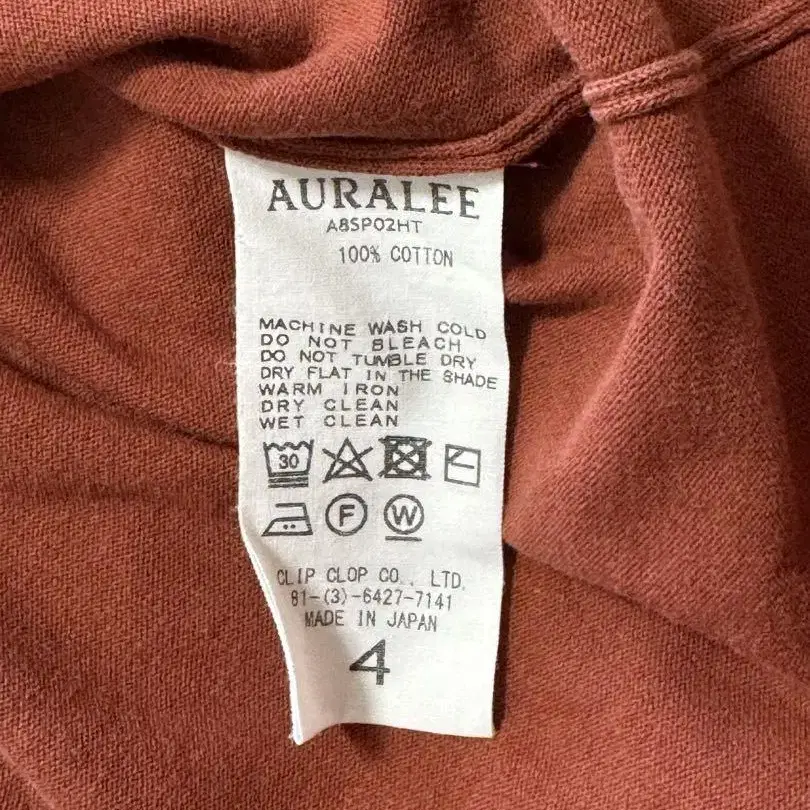 AURALEE
A8SP02HT
100% COTTON
MACHINE WASH COLD
DO NOT BLEACH
DO NOT TUMBLE DRY
DRY FLAT IN THE SHADE
WARM IRON
DRY CLEAN
WET CLEAN
30
F W
CLIP CLOP CO., LTD.
81-(3)-6427-7141
MADE IN JAPAN
4